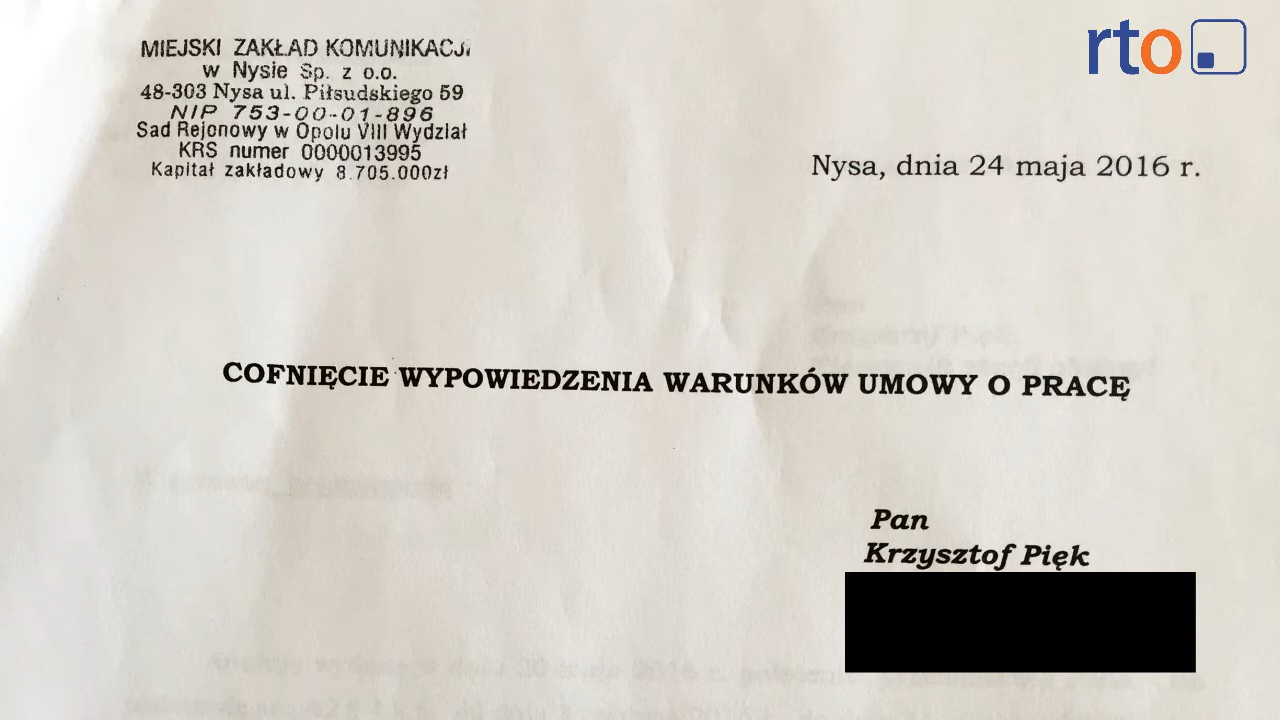 MIEJSKI ZAKŁAD KOMUNIKACJI
w Nysie Sp. z o.o.
48-303 Nysa ul. Piłsudskiego 59
NIP 753-00-01-896
Sad Rejonowy w Opolu VIII Wydział
KRS numer 0000013995
Kapitał zakładowy 8.705.000zł
rto
Nysa, dnia 24 maja 2016 r.
COFNIĘCIE WYPOWIEDZENIA WARUNKÓW UMOWY O PRACĘ
Pan
Krzysztof Pięk